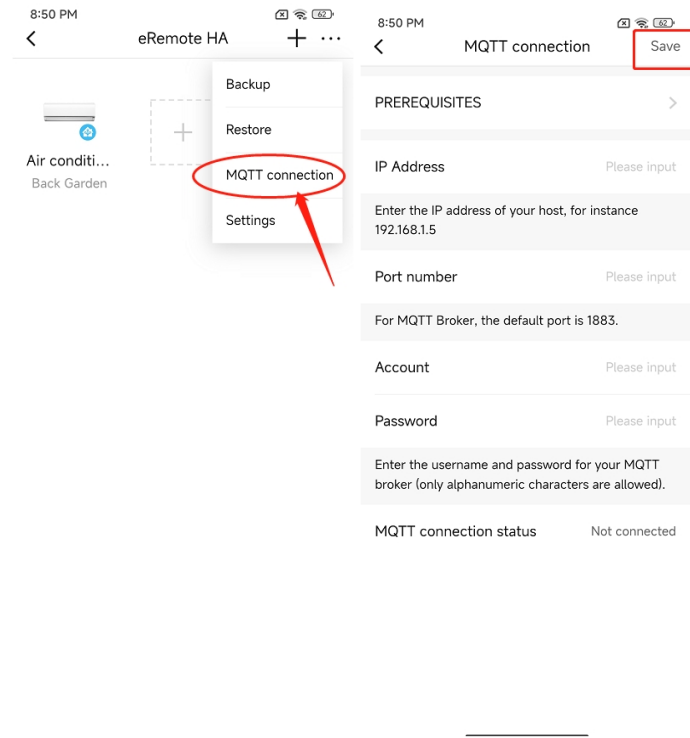 8:50 PM
62
eRemote HA
Backup
Restore
MQTT connection
Settings
Air conditi...
Back Garden
8:50 PM
62
MQTT connection
Save
PREREQUISITES
IP Address
Please input
Enter the IP address of your host, for instance
192.168.1.5
Port number
Please input
For MQTT Broker, the default port is 1883.
Account
Please input
Password
Please input
Enter the username and password for your MQTT
broker (only alphanumeric characters are allowed).
MQTT connection status
Not connected